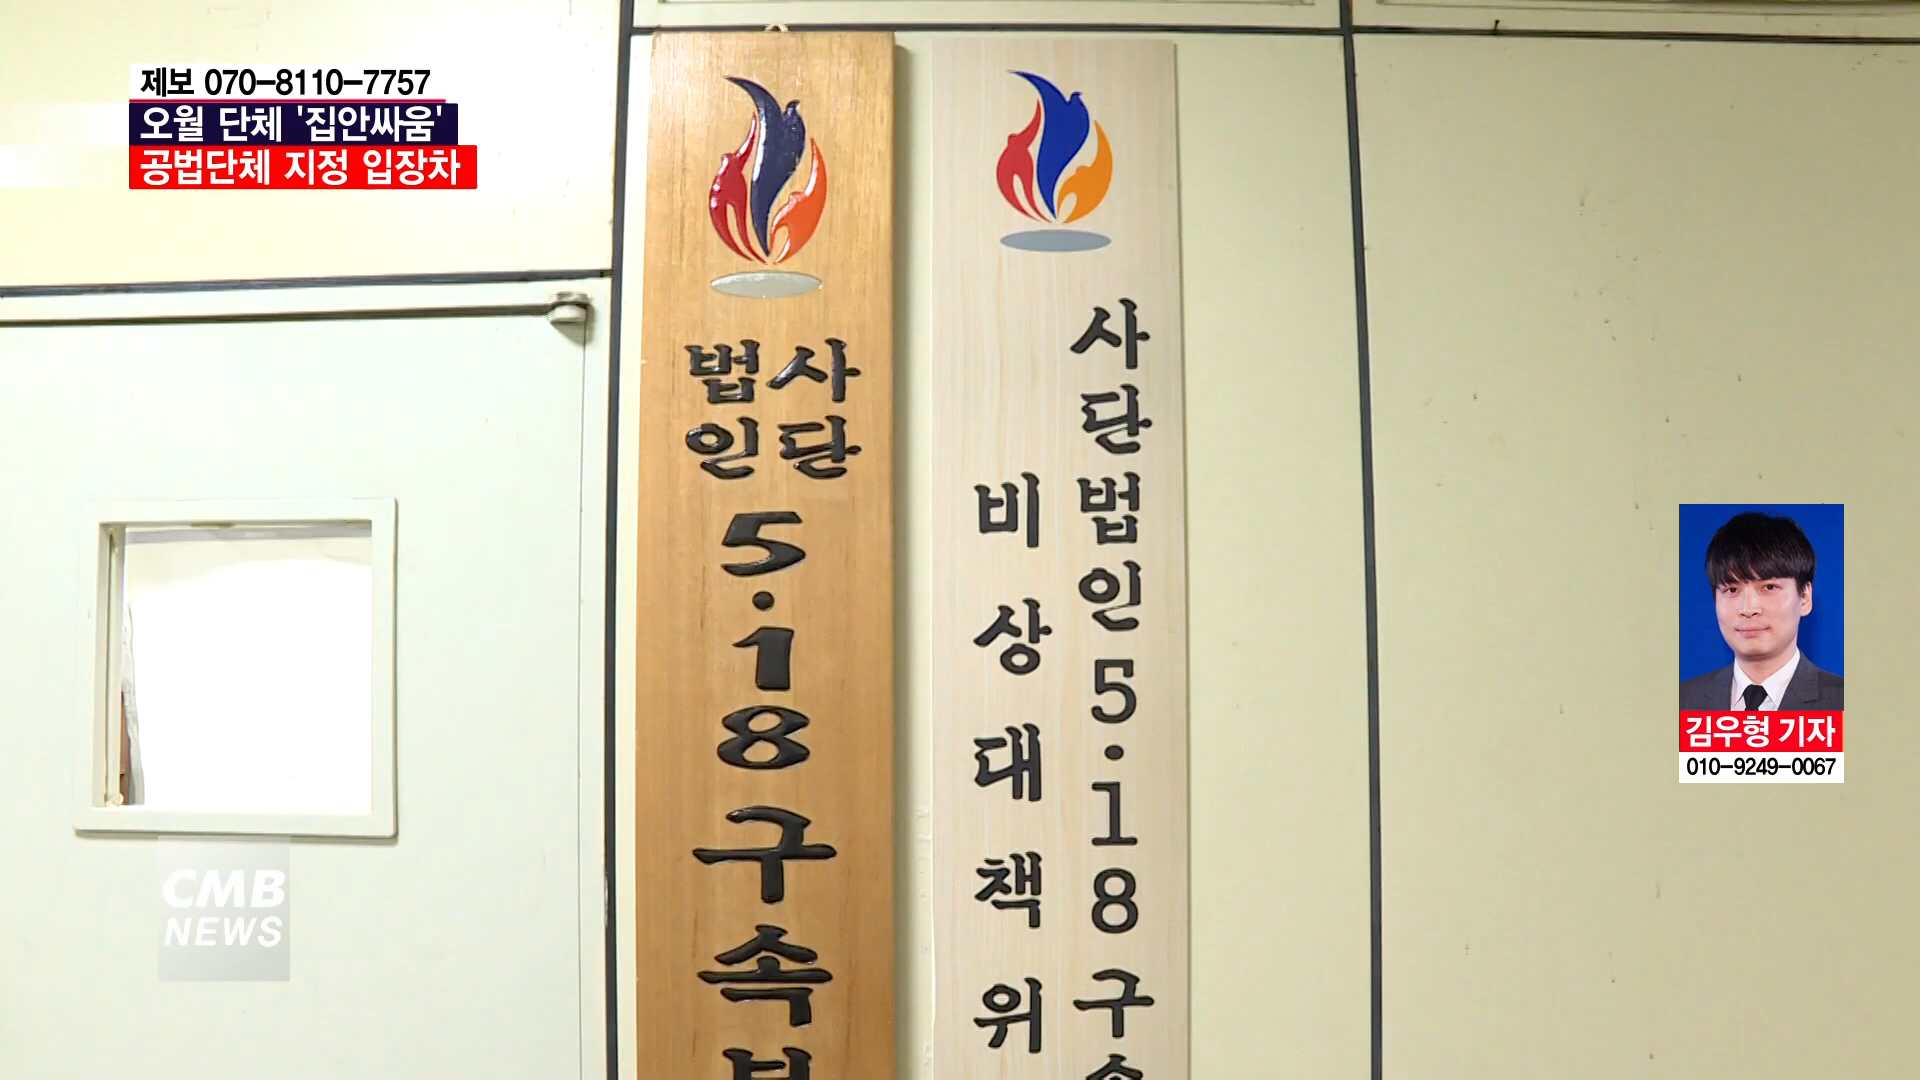 제보 070-8110-7757
오월 단체 '집안싸움'
공법단체 지정 입장차
사단
법인
5·18구속
사단법인5·18구
비상대책위
김우형 기자
010-9249-0067
CMB
NEWS